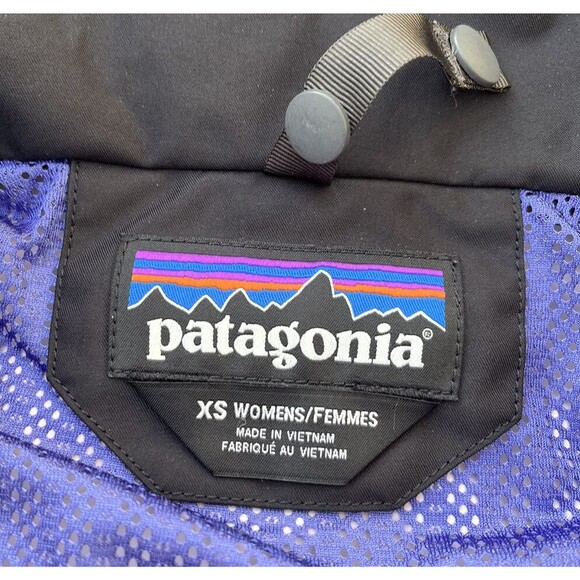 patagonia®
XS WOMENS/FEMMES
MADE IN VIETNAM
FABRIQUÉ AU VIETNAM